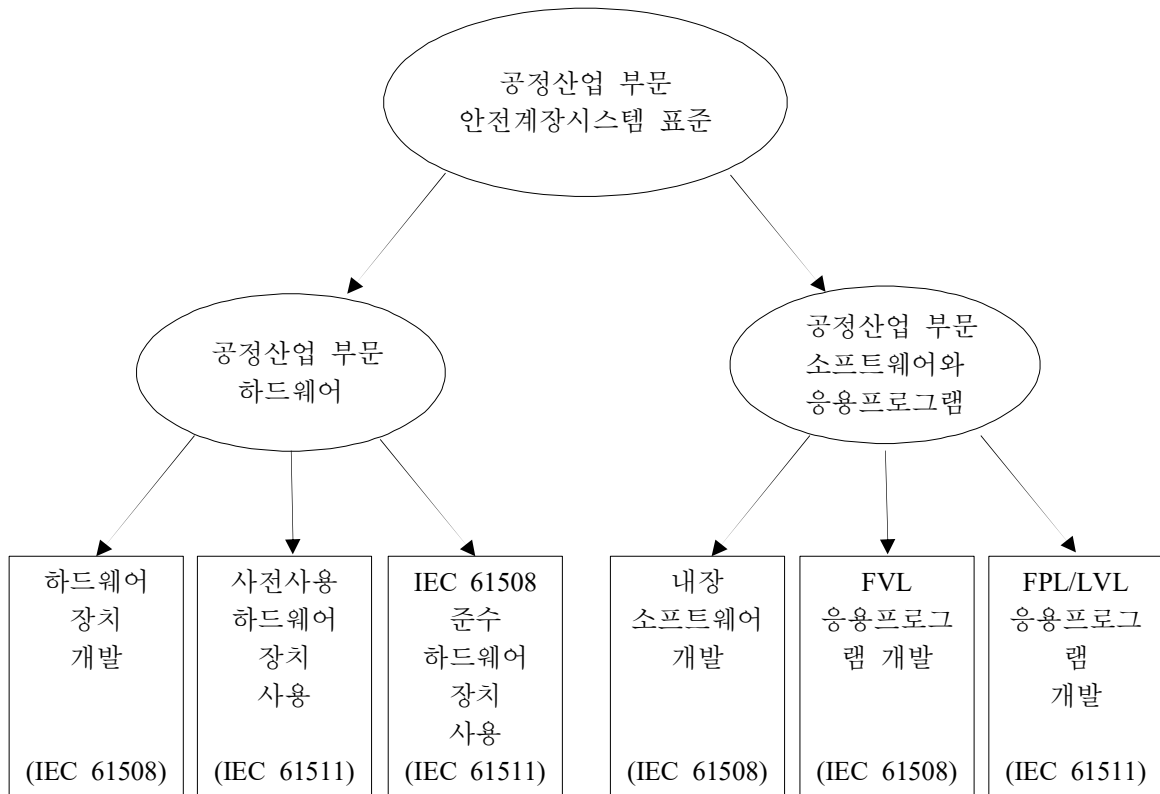 공정산업 부문
안전계장시스템 표준
공정산업 부문
하드웨어
공정산업 부문
소프트웨어와
응용프로그램
하드웨어
장치
개발
(IEC 61508)
사전사용
하드웨어
장치
사용
(IEC 61511)
IEC 61508
준수
하드웨어
장치
사용
(IEC 61511)
내장
소프트웨어
개발
(IEC 61508)
FVL
응용프로그
램 개발
(IEC 61508)
FPL/LVL
응용프로그
램
개발
(IEC 61511)